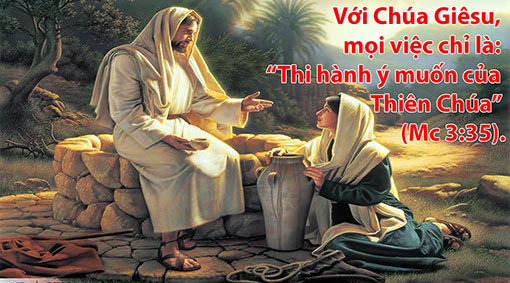 Với Chúa Giêsu,
mọi việc chỉ là:
“Thi hành ý muốn của
Thiên Chúa”
(Mc 3:35).